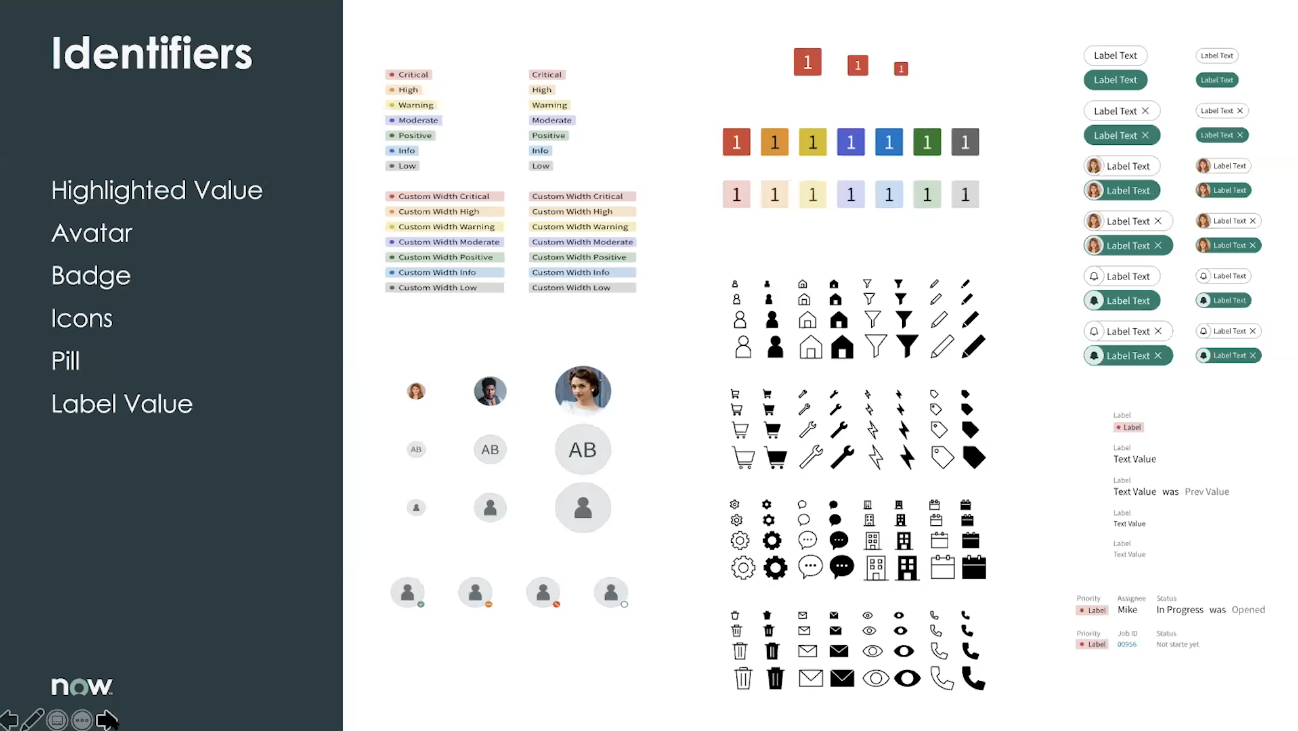 Identifiers
Highlighted Value
Avatar
Badge
Icons
Pill
Label Value
now
Critical Critical
High High
Warning Warning
Moderate Moderate
Positive Positive
Info Info
Low Low
Custom Width Critical Custom Width Critical
Custom Width High Custom Width High
Custom Width Warning Custom Width Warning
Custom Width Moderate Custom Width Moderate
Custom Width Positive Custom Width Positive
Custom Width Info Custom Width Info
Custom Width Low Custom Width Low
AB AB AB
1 1 1
1 1 1 1 1 1 1
1 1 1 1 1 1 1
Label Text Label Text
Label Text Label Text
Label Text Label Text
Label Text Label Text
Label Text Label Text
Label Text Label Text
Label Text Label Text
Label Text Label Text
Label Text Label Text
Label Text Label Text
Label Text Label Text
Label Text Label Text
Label
Label
Label
Text Value
Label
Text Value was Prev Value
Label
Text Value
Label
Text Value
Priority Assignee Status
Label Mike In Progress was Opened
Priority Job ID Status
Label 00956 Not starte yet